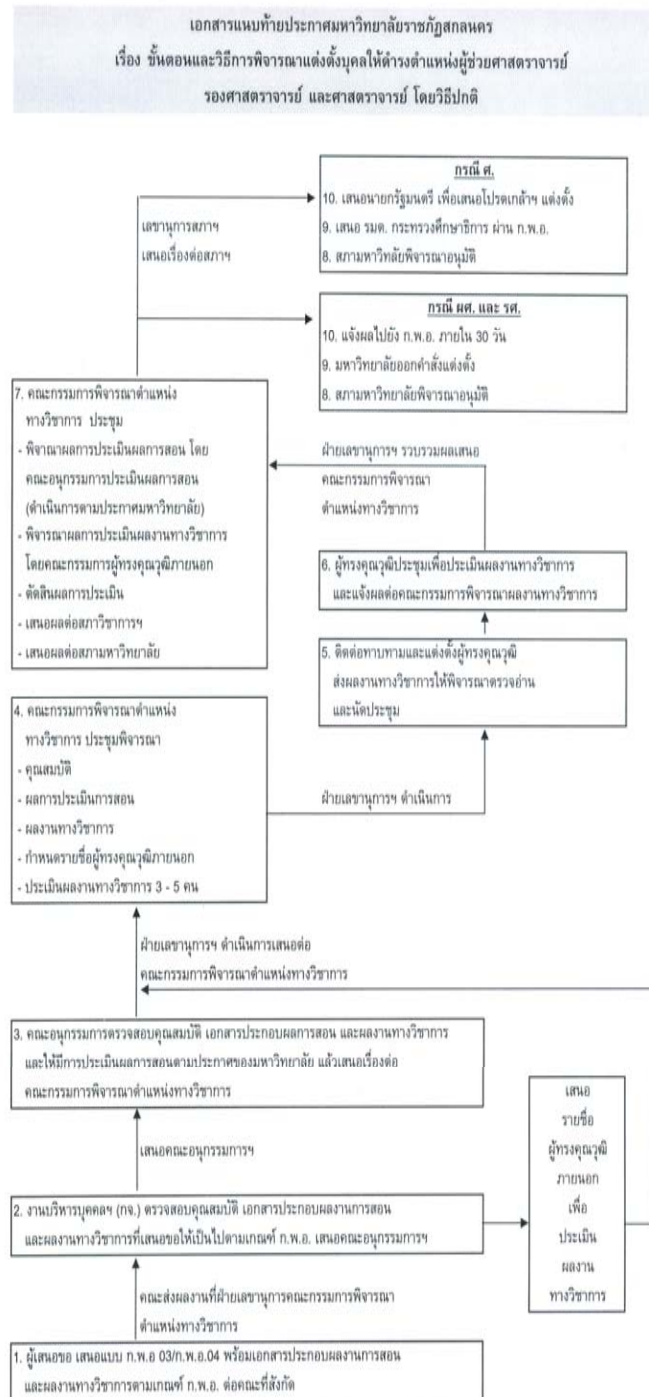 เอกสารแนบท้ายประกาศมหาวิทยาลัยราชภัฏสกลนคร
เรื่อง ขั้นตอนและวิธีการพิจารณาแต่งตั้งบุคคลให้ดำรงตำแหน่งผู้ช่วยศาสตราจารย์
รองศาสตราจารย์ และศาสตราจารย์ โดยวิธีปกติ
กรณี ศ.
10. เสนอนายกรัฐมนตรี เพื่อเสนอโปรดเกล้าฯ แต่งตั้ง
9. เสนอ รมต. กระทรวงศึกษาธิการ ผ่าน ก.พ.อ.
8. สภามหาวิทลัยพิจารณาอนุมัติ
เลขานุการสภาฯ
เสนอเรื่องต่อสภาฯ
กรณี ผศ. และ รศ.
10. แจ้งผลไปยัง ก.พ.อ. ภายใน 30 วัน
9. มหาวิทยาลัยออกคำสั่งแต่งตั้ง
8. สภามหาวิทยาลัยพิจารณาอนุมัติ
7. คณะกรรมการพิจารณาตำแหน่ง
ทางวิชาการ ประชุม
- พิจาณาผลการประเมินผลการสอน โดย
คณะอนุกรรมการประเมินผลการสอน
(ดำเนินการตามประกาศมหาวิทยาลัย)
- พิจารณาผลการประเมินผลงานทางวิชาการ
โดยคณะกรรมการผู้ทรงคุณวุฒิภายนอก
- ตัดสินผลการประเมิน
- เสนอผลต่อสภาวิชาการฯ
- เสนอผลต่อสภามหาวิทยาลัย
ฝ่ายเลขานุการฯ รวบรวมผลเสนอ
คณะกรรมการพิจารณา
ตำแหน่งทางวิชาการ
6. ผู้ทรงคุณวุฒิประชุมเพื่อประเมินผลงานทางวิชาการ
และแจ้งผลต่อคณะกรรมการพิจารณาผลงานทางวิชาการ
5. ติดต่อทาบทามและแต่งตั้งผู้ทรงคุณวุฒิ
ส่งผลงานทางวิชาการให้พิจารณาตรวจอ่าน
และนัดประชุม
4. คณะกรรมการพิจารณาตำแหน่ง
ทางวิชาการ ประชุมพิจารณา
- คุณสมบัติ
- ผลการประเมินการสอน
- ผลงานทางวิชาการ
- กำหนดรายชื่อผู้ทรงคุณวุฒิภายนอก
- ประเมินผลงานทางวิชาการ 3 - 5 คน
ฝ่ายเลขานุการฯ ดำเนินการ
ฝ่ายเลขานุการฯ ดำเนินการเสนอต่อ
คณะกรรมการพิจารณาตำแหน่งทางวิชาการ
3. คณะอนุกรรมการตรวจสอบคุณสมบัติ เอกสารประกอบผลการสอน และผลงานทางวิชาการ
และให้มีการประเมินผลการสอนตามประกาศของมหาวิทยาลัย แล้วเสนอเรื่องต่อ
คณะกรรมการพิจารณาตำแหน่งทางวิชาการ
เสนอคณะอนุกรรมการฯ
2. งานบริหารบุคคลฯ (กจ.) ตรวจสอบคุณสมบัติ เอกสารประกอบผลงานการสอน
และผลงานทางวิชาการที่เสนอขอให้เป็นไปตามเกณฑ์ ก.พ.อ. เสนอคณะอนุกรรมการฯ
เสนอ
รายชื่อ
ผู้ทรงคุณวุฒิ
ภายนอก
เพื่อ
ประเมิน
ผลงาน
ทางวิชาการ
คณะส่งผลงานที่ฝ่ายเลขานุการคณะกรรมการพิจารณา
ตำแหน่งทางวิชาการ
1. ผู้เสนอขอ เสนอแบบ ก.พ.อ 03/ก.พ.อ.04 พร้อมเอกสารประกอบผลงานการสอน
และผลงานทางวิชาการตามเกณฑ์ ก.พ.อ. ต่อคณะที่สังกัด